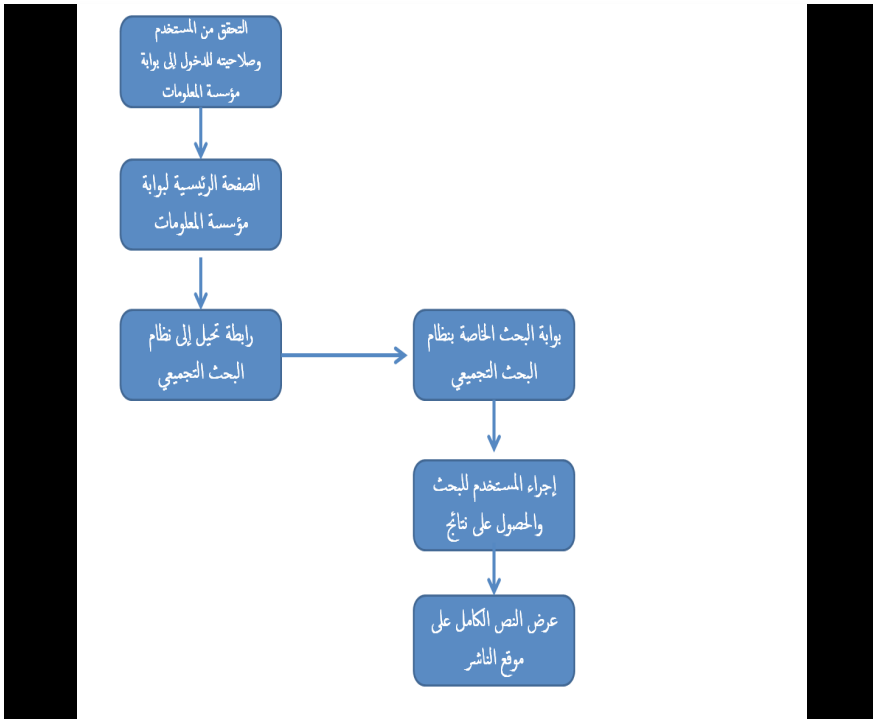 التحقق من المستخدم
وصلاحيته للدخول إلى بوابة
مؤسسة المعلومات
الصفحة الرئيسية لبوابة
مؤسسة المعلومات
رابطة تحيل إلى نظام
البحث التجميعي
بوابة البحث الخاصة بنظام
البحث التجميعي
إجراء المستخدم للبحث
والحصول على نتائج
عرض النص الكامل على
موقع الناشر